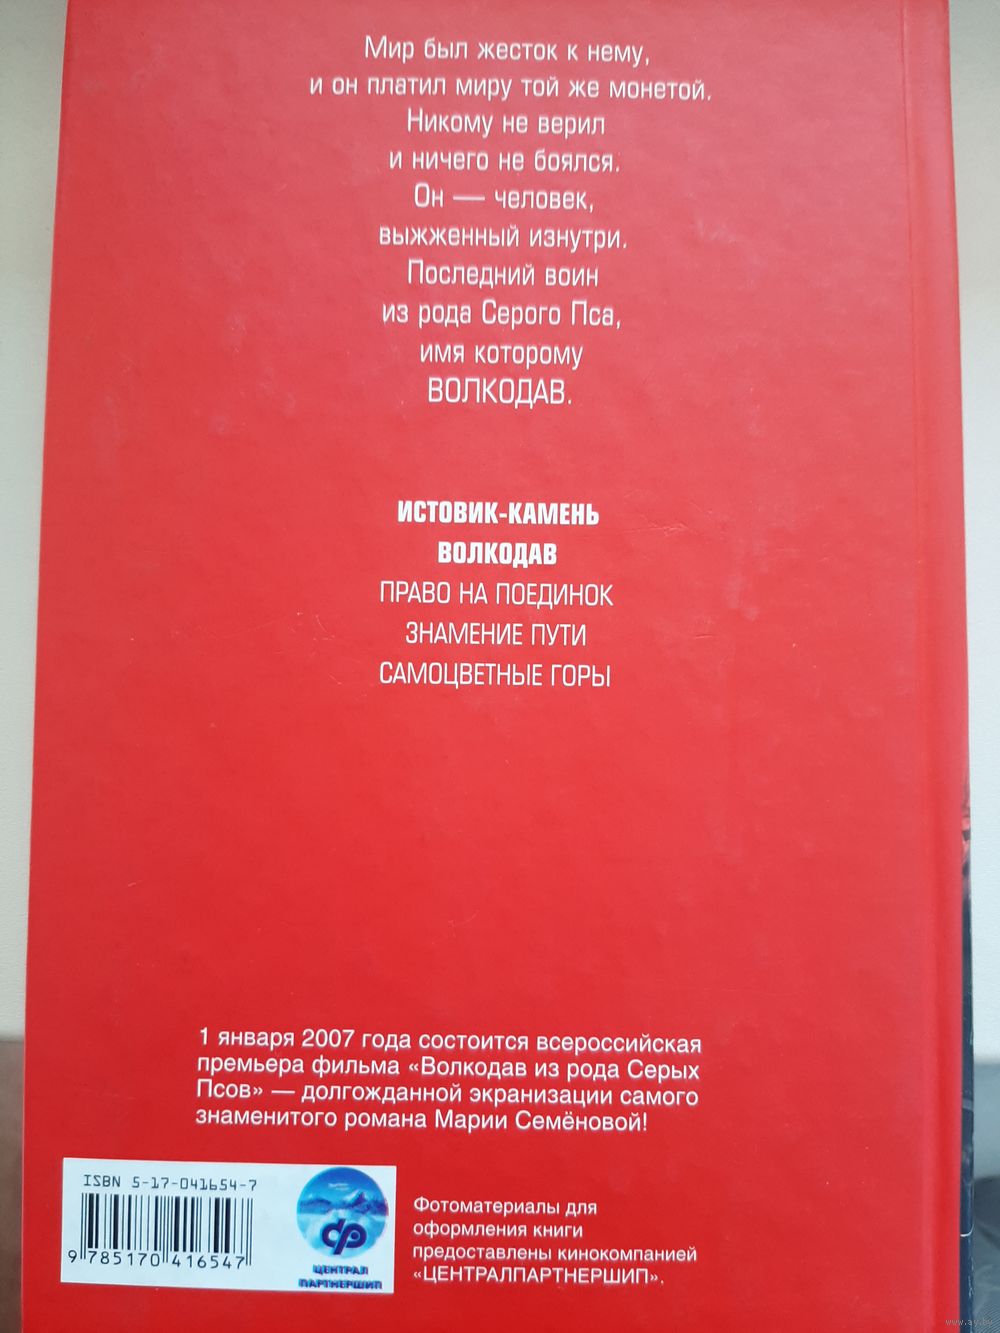 Мир был жесток к нему,
и он платил миру той же монетой.
Никому не верил
и ничего не боялся.
Он — человек,
выжженный изнутри.
Последний воин
из рода Серого Пса,
имя которому
ВОЛКОДАВ.
ИСТОВИК-КАМЕНЬ
ВОЛКОДАВ
ПРАВО НА ПОЕДИНОК
ЗНАМЕНИЕ ПУТИ
САМОЦВЕТНЫЕ ГОРЫ
1 января 2007 года состоится всероссийская
премьера фильма «Волкодав из рода Серых
Псов» — долгожданной экранизации самого
знаменитого романа Марии Семёновой!
ISBN 5-17-041654-7
9 785170 416547
ср
ЦЕНТРАЛ
ПАРТНЕРШИП
Фотоматериалы для
оформления книги
предоставлены кинокомпанией
«ЦЕНТРАЛПАРТНЕРШИП».
www.ay.by